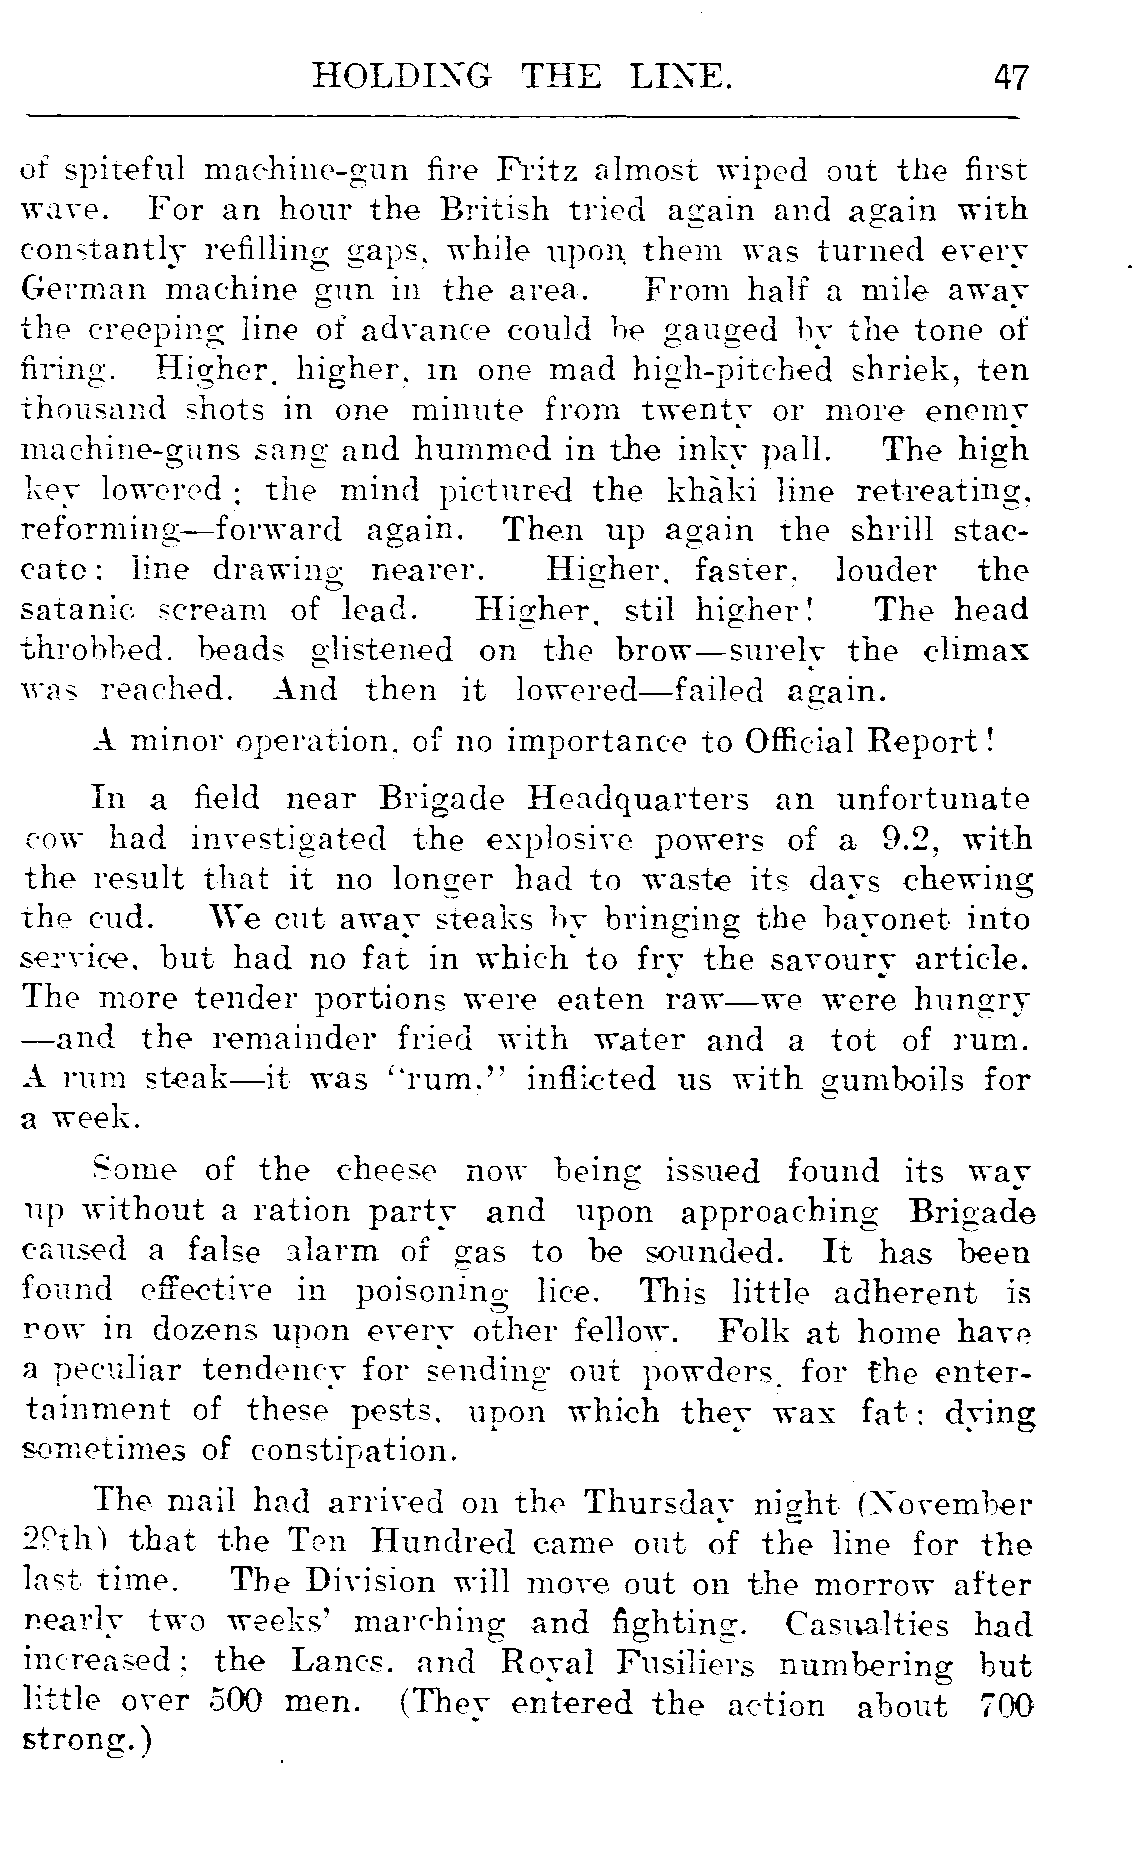 HOLDING THE LINE. 47
of spiteful machine-gun fire Fritz almost wiped out the first
wave. For an hour the British tried again and again with
constantly refilling gaps, while upon them was turned every
German machine gun in the area. From half a mile away
the creeping line of advance could be gauged by the tone of
firing. Higher, higher, in one mad high-pitched shriek, ten
thousand shots in one minute from twenty or more enemy
machine-guns sang and hummed in the inky pall. The high
key lowered; the mind pictured the khàki line retreating,
reforming—forward again. Then up again the shrill stac-
cato: line drawing nearer. Higher, faster, louder the
satanic scream of lead. Higher, stil higher! The head
throbbed, beads glistened on the brow—surely the climax
was reached. And then it lowered—failed again.
A minor operation, of no importance to Official Report!
In a field near Brigade Headquarters an unfortunate
cow had investigated the explosive powers of a 9.2, with
the result that it no longer had to waste its days chewing
the cud. We cut away steaks by bringing the bayonet into
service, but had no fat in which to fry the savoury article.
The more tender portions were eaten raw—we were hungry
—and the remainder fried with water and a tot of rum.
A rum steak—it was "rum." inflicted us with gumboils for
a week.
Some of the cheese now being issued found its way
up without a ration party and upon approaching Brigade
caused a false alarm of gas to be sounded. It has been
found effective in poisoning lice. This little adherent is
now in dozens upon every other fellow. Folk at home have
a peculiar tendency for sending out powders, for the enter-
tainment of these pests, upon which they wax fat: dying
sometimes of constipation.
The mail had arrived on the Thursday night (November
29th) that the Ten Hundred came out of the line for the
last time. The Division will move out on the morrow after
nearly two weeks' marching and fighting. Casualties had
increased: the Lancs. and Royal Fusiliers numbering but
little over 500 men. (They entered the action about 700
strong.)